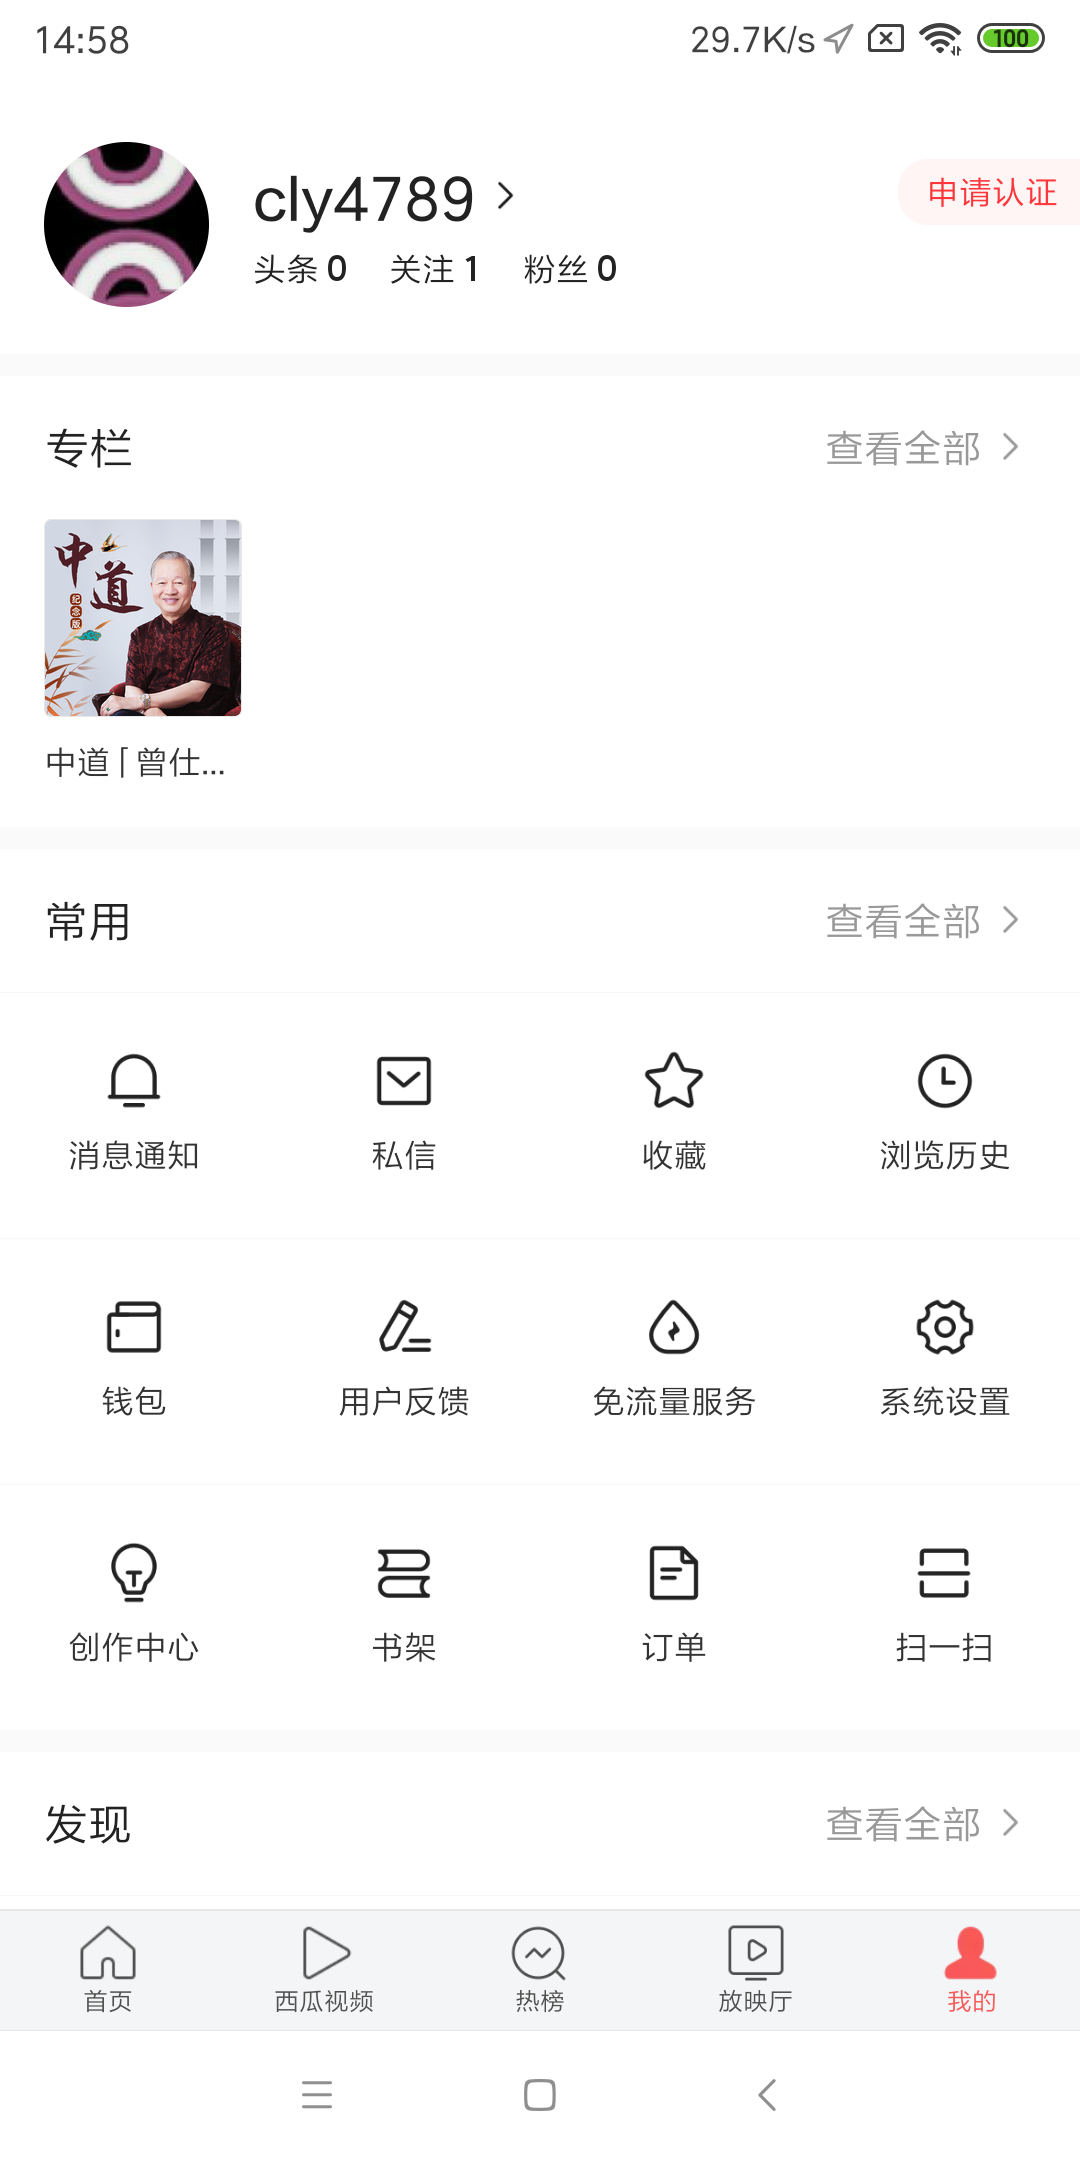 14:58
29.7K/s
100
cly4789
申请认证
头条 0 关注 1 粉丝 0
专栏
查看全部
中道
纪念版
中道「曾仕...
常用
查看全部
消息通知
私信
收藏
浏览历史
钱包
用户反馈
免流量服务
系统设置
创作中心
书架
订单
扫一扫
发现
查看全部
首页
西瓜视频
热榜
放映厅
我的